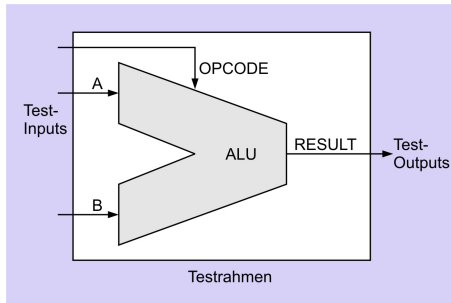 OPCODE
A
Test-
Inputs
ALU
RESULT
Test-
Outputs
B
Testrahmen